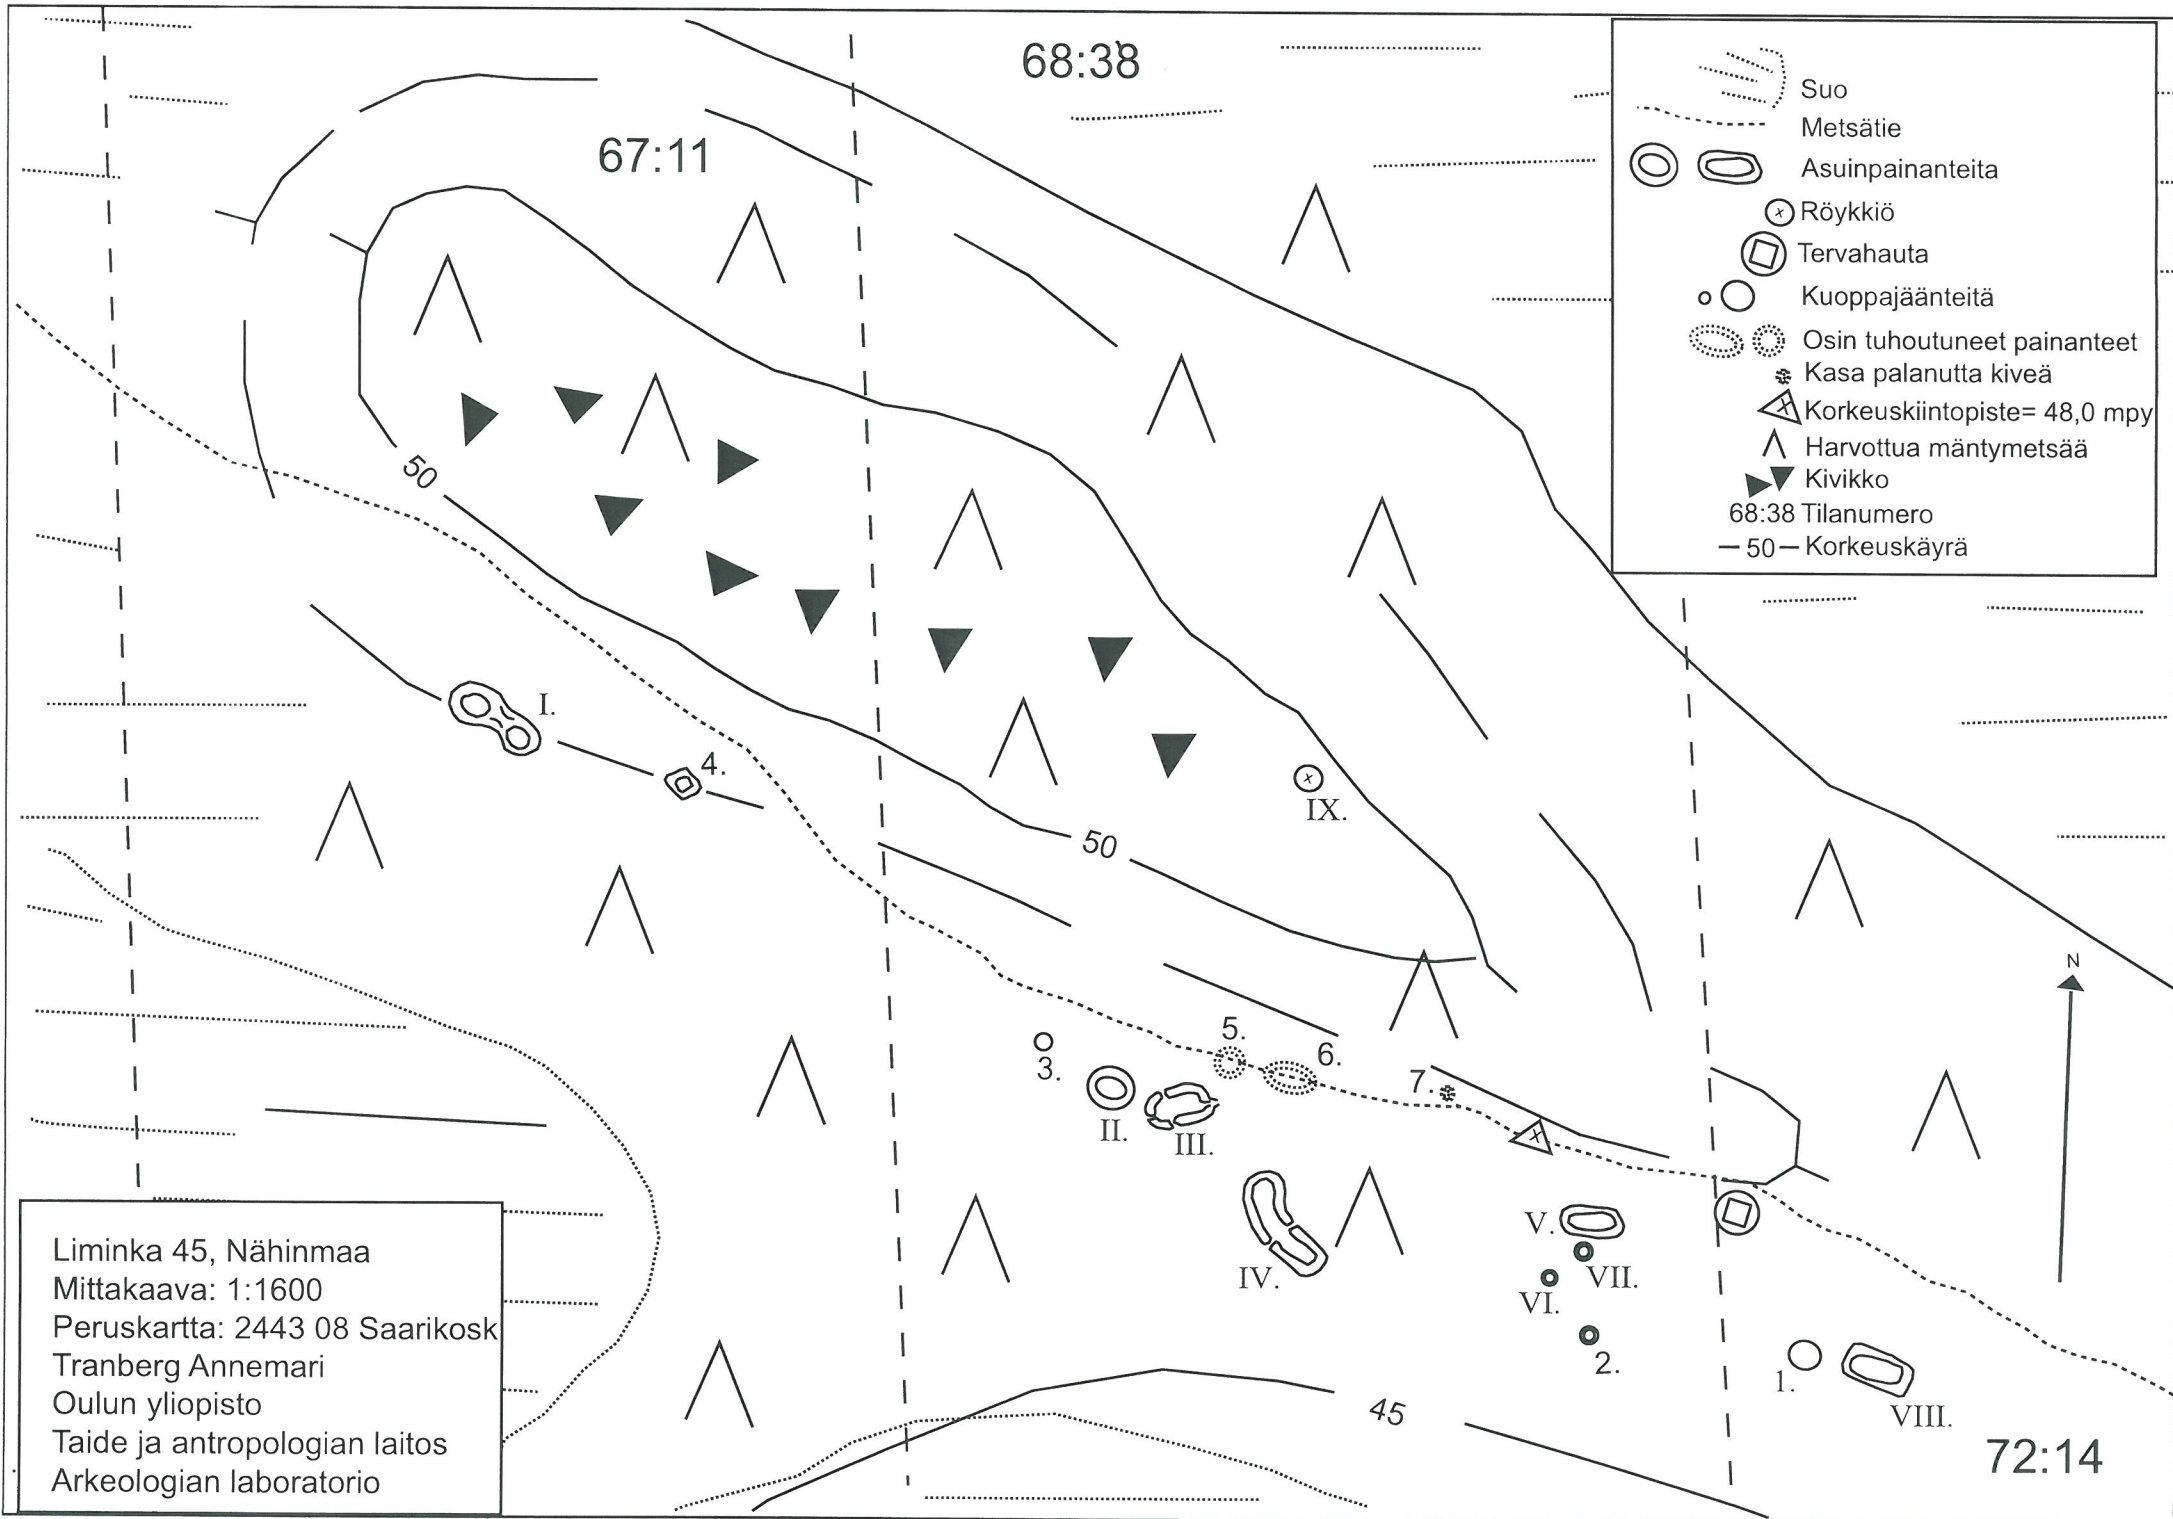 68:38
67:11
Suo
Metsätie
Asuinpainanteita
Röykkiö
Tervahauta
Kuoppajäänteitä
Osin tuhoutuneet painanteet
Kasa palanutta kiveä
Korkeuskiintopiste= 48,0 mpy
Harvottua mäntymetsää
Kivikko
68:38 Tilanumero
50 Korkeuskäyrä
50
I.
4.
IX.
50
N
5.
6.
3.
7.
II.
III.
V.
IV.
VII.
VI.
2.
1.
VIII.
45
72:14
Liminka 45, Nähinmaa
Mittakaava: 1:1600
Peruskartta: 2443 08 Saarikosk
Tranberg Annemari
Oulun yliopisto
Taide ja antropologian laitos
Arkeologian laboratorio